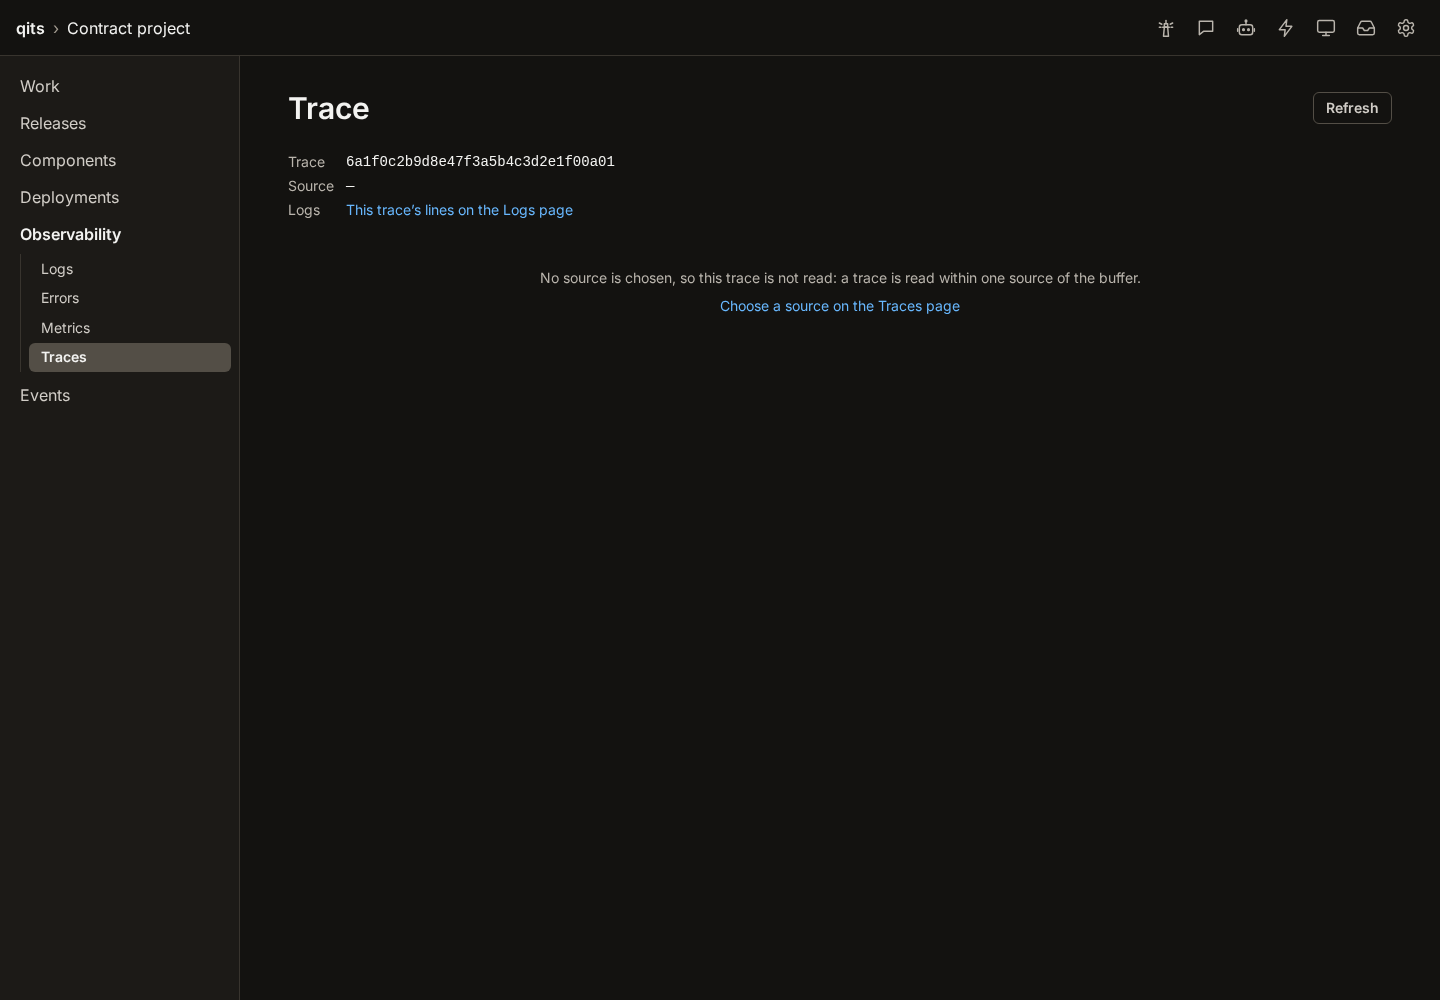 qits › Contract project
Work
Releases
Components
Deployments
Observability
Logs
Errors
Metrics
Traces
Events
Trace
Refresh
Trace 6a1f0c2b9d8e47f3a5b4c3d2e1f00a01
Source —
Logs This trace’s lines on the Logs page
No source is chosen, so this trace is not read: a trace is read within one source of the buffer.
Choose a source on the Traces page